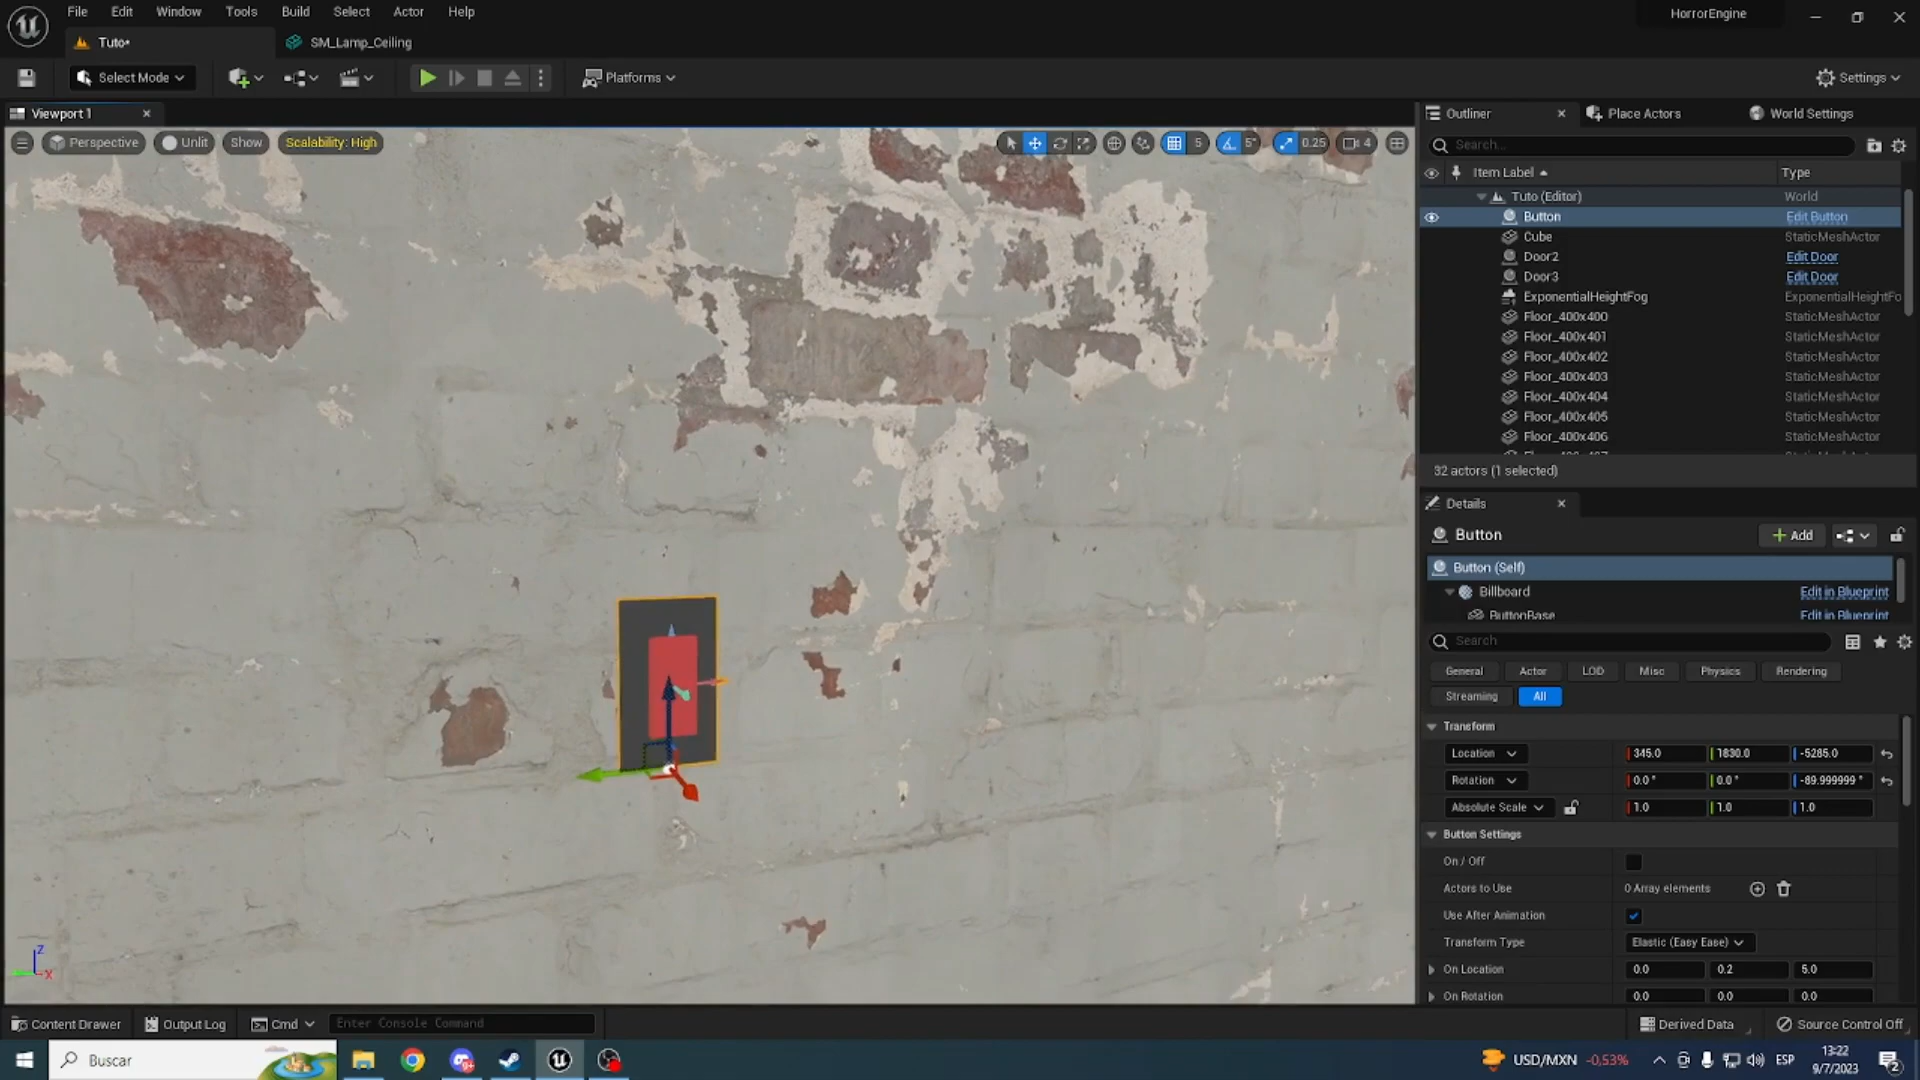 File Edit Window Tools Build Select Actor Help
HorrorEngine
Tuto•
SM_Lamp_Ceiling
Select Mode
Platforms
Settings
Viewport 1
Perspective
Unlit
Show
Scalability: High
5
5°
0.25
4
Outliner
Place Actors
World Settings
Search...
Item Label
Type
Tuto (Editor) World
Button Edit Button
Cube StaticMeshActor
Door2 Edit Door
Door3 Edit Door
ExponentialHeightFog ExponentialHeightFo
Floor_400x400 StaticMeshActor
Floor_400x401 StaticMeshActor
Floor_400x402 StaticMeshActor
Floor_400x403 StaticMeshActor
Floor_400x404 StaticMeshActor
Floor_400x405 StaticMeshActor
Floor_400x406 StaticMeshActor
32 actors (1 selected)
Details
Button
Add
Button (Self)
Billboard Edit in Blueprint
ButtonBase Edit in Blueprint
Search
General Actor LOD Misc Physics Rendering
Streaming All
Transform
Location 345.0 1830.0 -5285.0
Rotation 0.0° 0.0° -89.999999°
Absolute Scale 1.0 1.0 1.0
Button Settings
On / Off
Actors to Use 0 Array elements
Use After Animation
Transform Type Elastic (Easy Ease)
On Location 0.0 0.2 5.0
On Rotation 0.0 0.0 0.0
Z
X
Content Drawer
Output Log
Cmd
Enter Console Command
Derived Data
Source Control Off
Buscar
USD/MXN -0,53%
ESP
13:22
9/7/2023
2